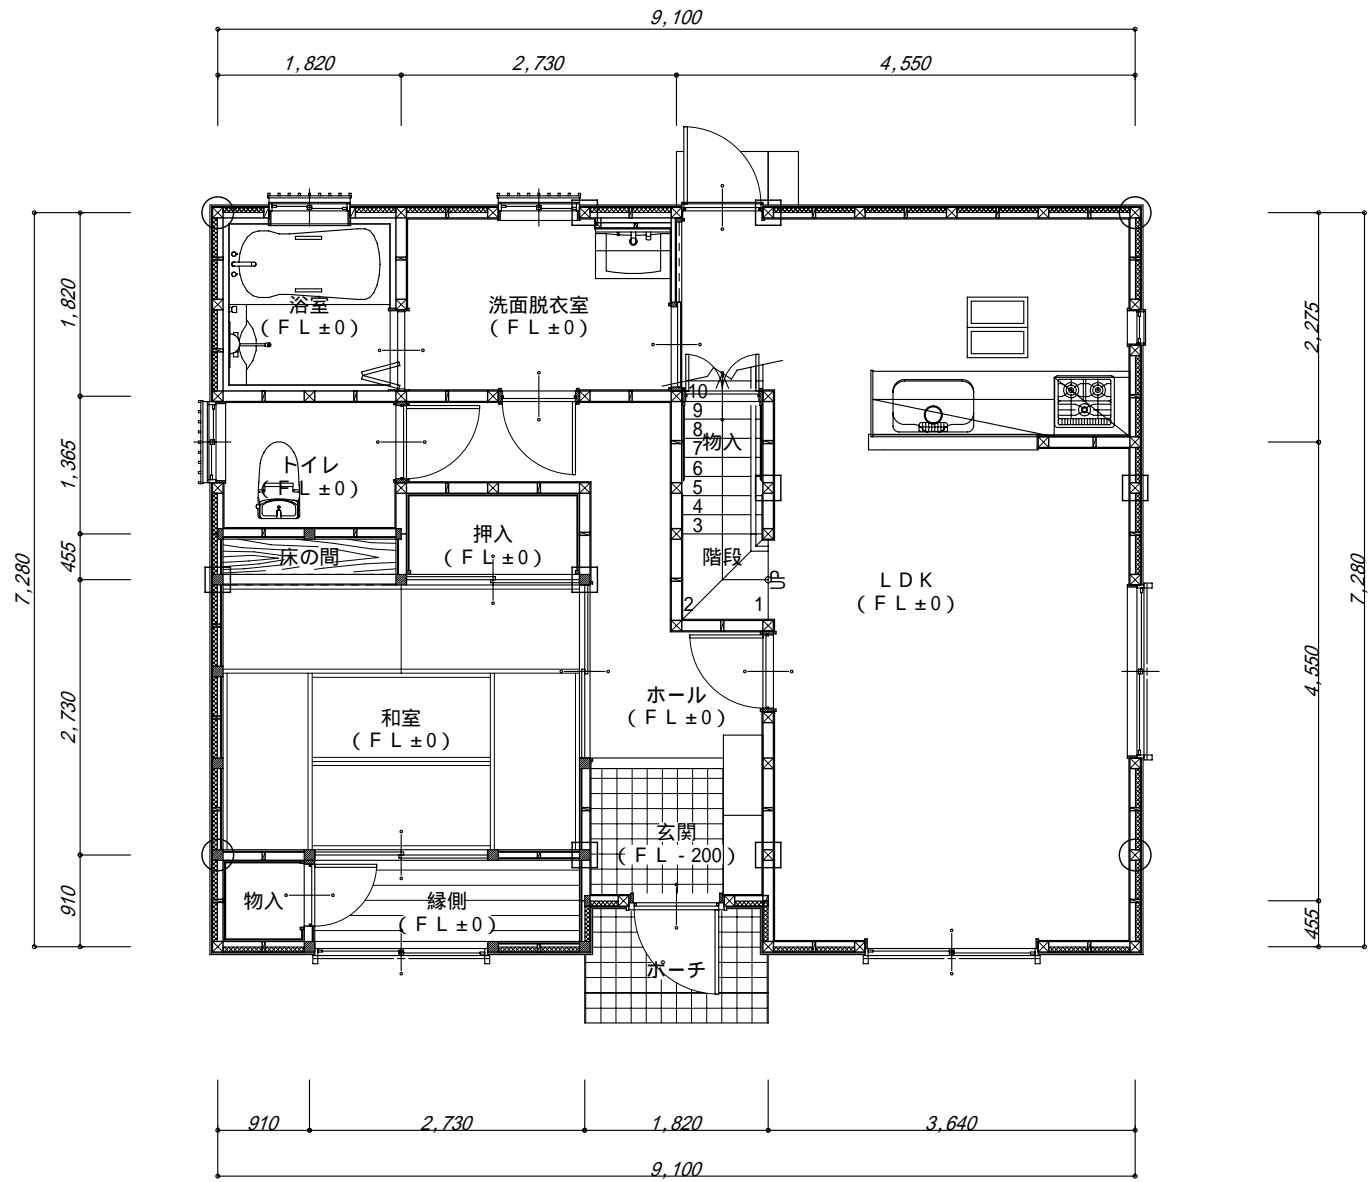 9,100
1,820
2,730
4,550
浴室
(ＦＬ±0)
洗面脱衣室
(ＦＬ±0)
1,820
2,275
10
9
8
物入
7
6
5
4
3
階段
UP
2
1
トイレ
(ＦＬ±0)
1,365
押入
(ＦＬ±0)
床の間
455
7,280
ＬＤＫ
(ＦＬ±0)
7,280
4,550
ホール
(ＦＬ±0)
和室
(ＦＬ±0)
2,730
玄関
(ＦＬ-200)
物入
縁側
(ＦＬ±0)
910
455
ポーチ
910
2,730
1,820
3,640
9,100